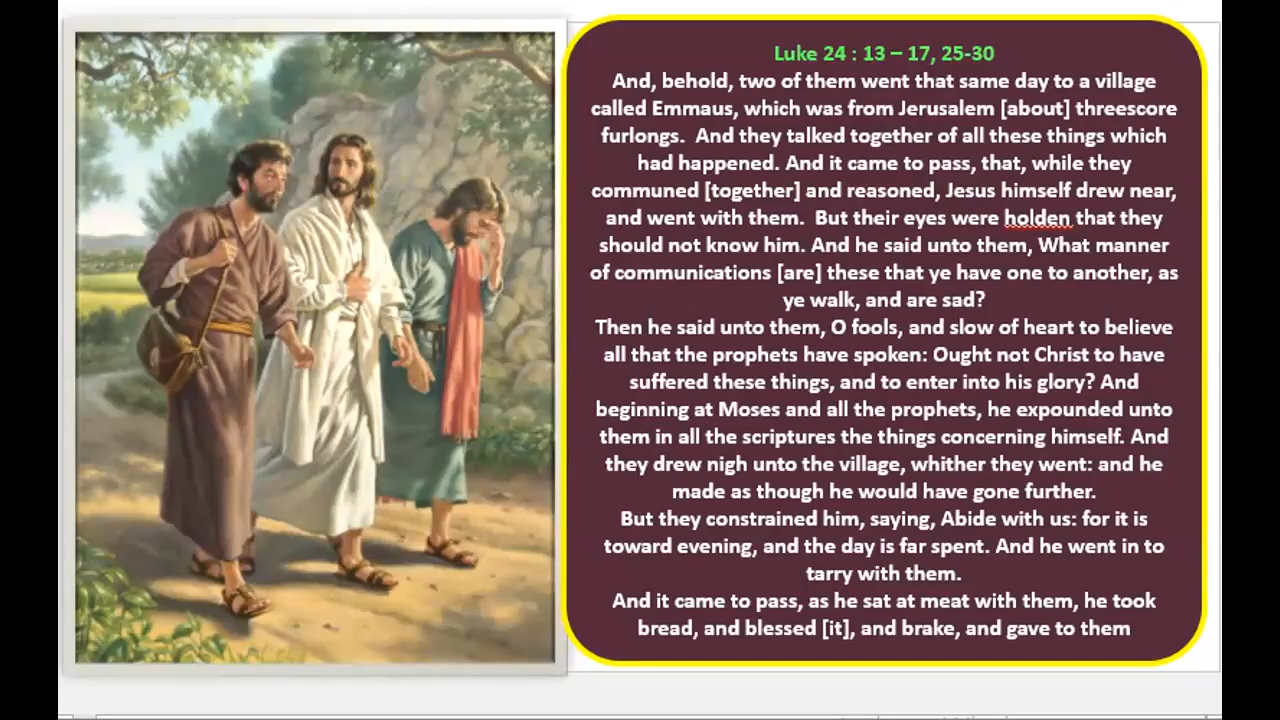 Luke 24 : 13 – 17, 25-30
And, behold, two of them went that same day to a village
called Emmaus, which was from Jerusalem [about] threescore
furlongs.  And they talked together of all these things which
had happened. And it came to pass, that, while they
communed [together] and reasoned, Jesus himself drew near,
and went with them.  But their eyes were holden that they
should not know him. And he said unto them, What manner
of communications [are] these that ye have one to another, as
ye walk, and are sad?
Then he said unto them, O fools, and slow of heart to believe
all that the prophets have spoken: Ought not Christ to have
suffered these things, and to enter into his glory? And
beginning at Moses and all the prophets, he expounded unto
them in all the scriptures the things concerning himself. And
they drew nigh unto the village, whither they went: and he
made as though he would have gone further.
But they constrained him, saying, Abide with us: for it is
toward evening, and the day is far spent. And he went in to
tarry with them.
And it came to pass, as he sat at meat with them, he took
bread, and blessed [it], and brake, and gave to them